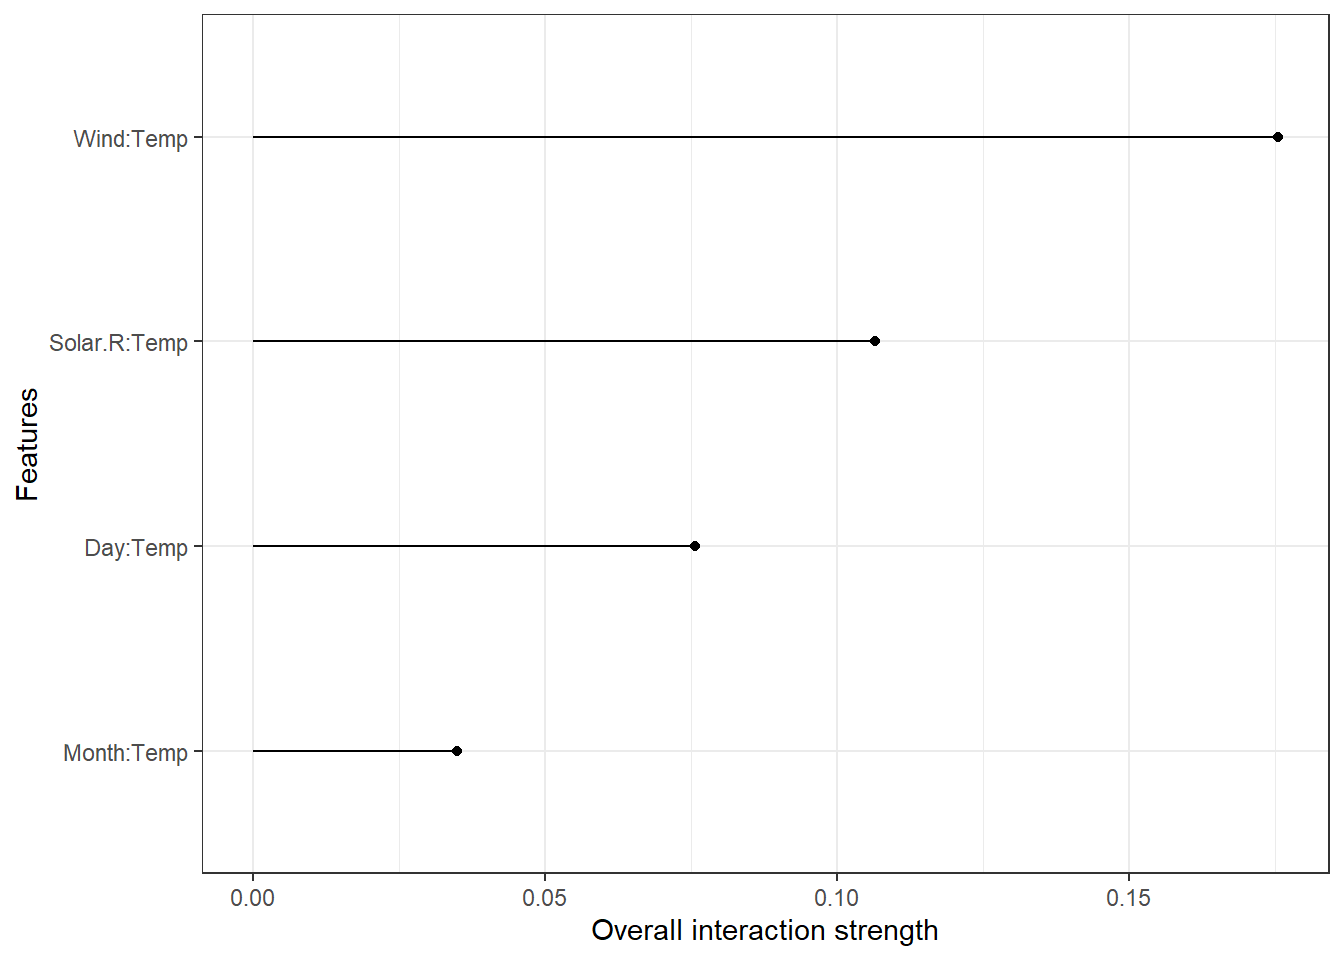 Wind:Temp
Solar.R:Temp
Day:Temp
Month:Temp
Features
0.00 0.05 0.10 0.15
Overall interaction strength